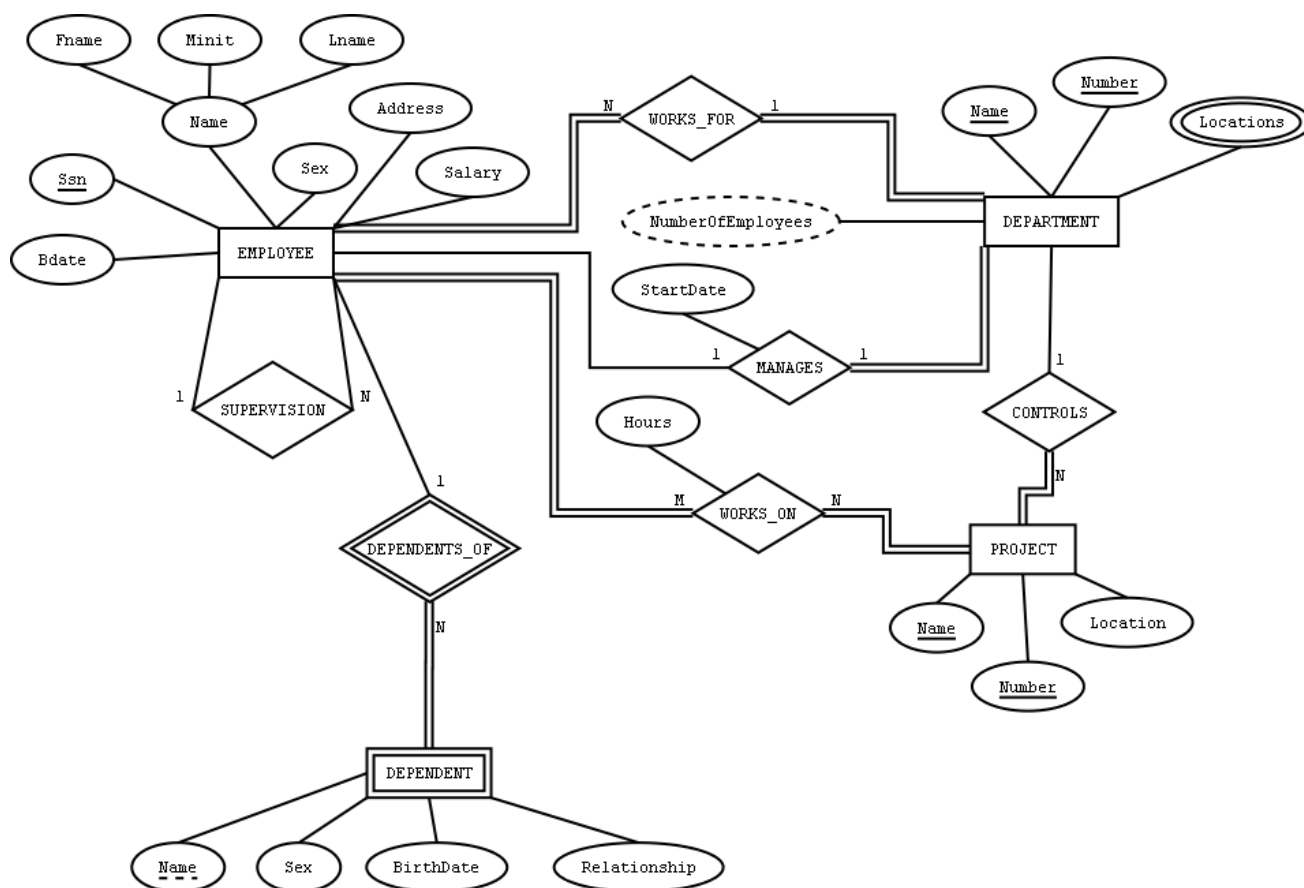 Fname
Minit
Lname
Name
Address
Sex
Salary
Ssn
Bdate
EMPLOYEE
N
WORKS_FOR
1
Name
Number
Locations
NumberOfEmployees
DEPARTMENT
StartDate
1
MANAGES
1
1
SUPERVISION
N
1
CONTROLS
N
Hours
M
WORKS_ON
N
1
DEPENDENTS_OF
N
PROJECT
Name
Number
Location
DEPENDENT
Name
Sex
BirthDate
Relationship